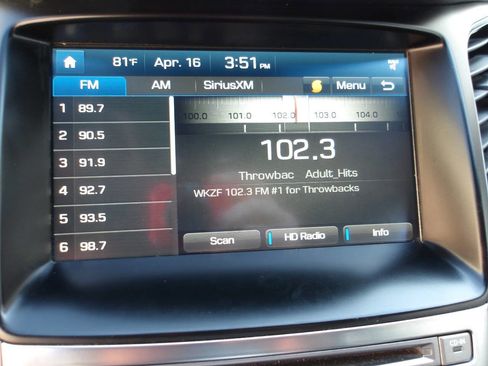 81°F Apr. 16 3:51 PM
FM AM SiriusXM Menu
1 89.7
2 90.5
3 91.9
4 92.7
5 93.5
6 98.7
100.0 101.0 102.0 103.0 104.0
102.3
Throwbac Adult_Hits
WKZF 102.3 FM #1 for Throwbacks
Scan HD Radio Info
CD-IN